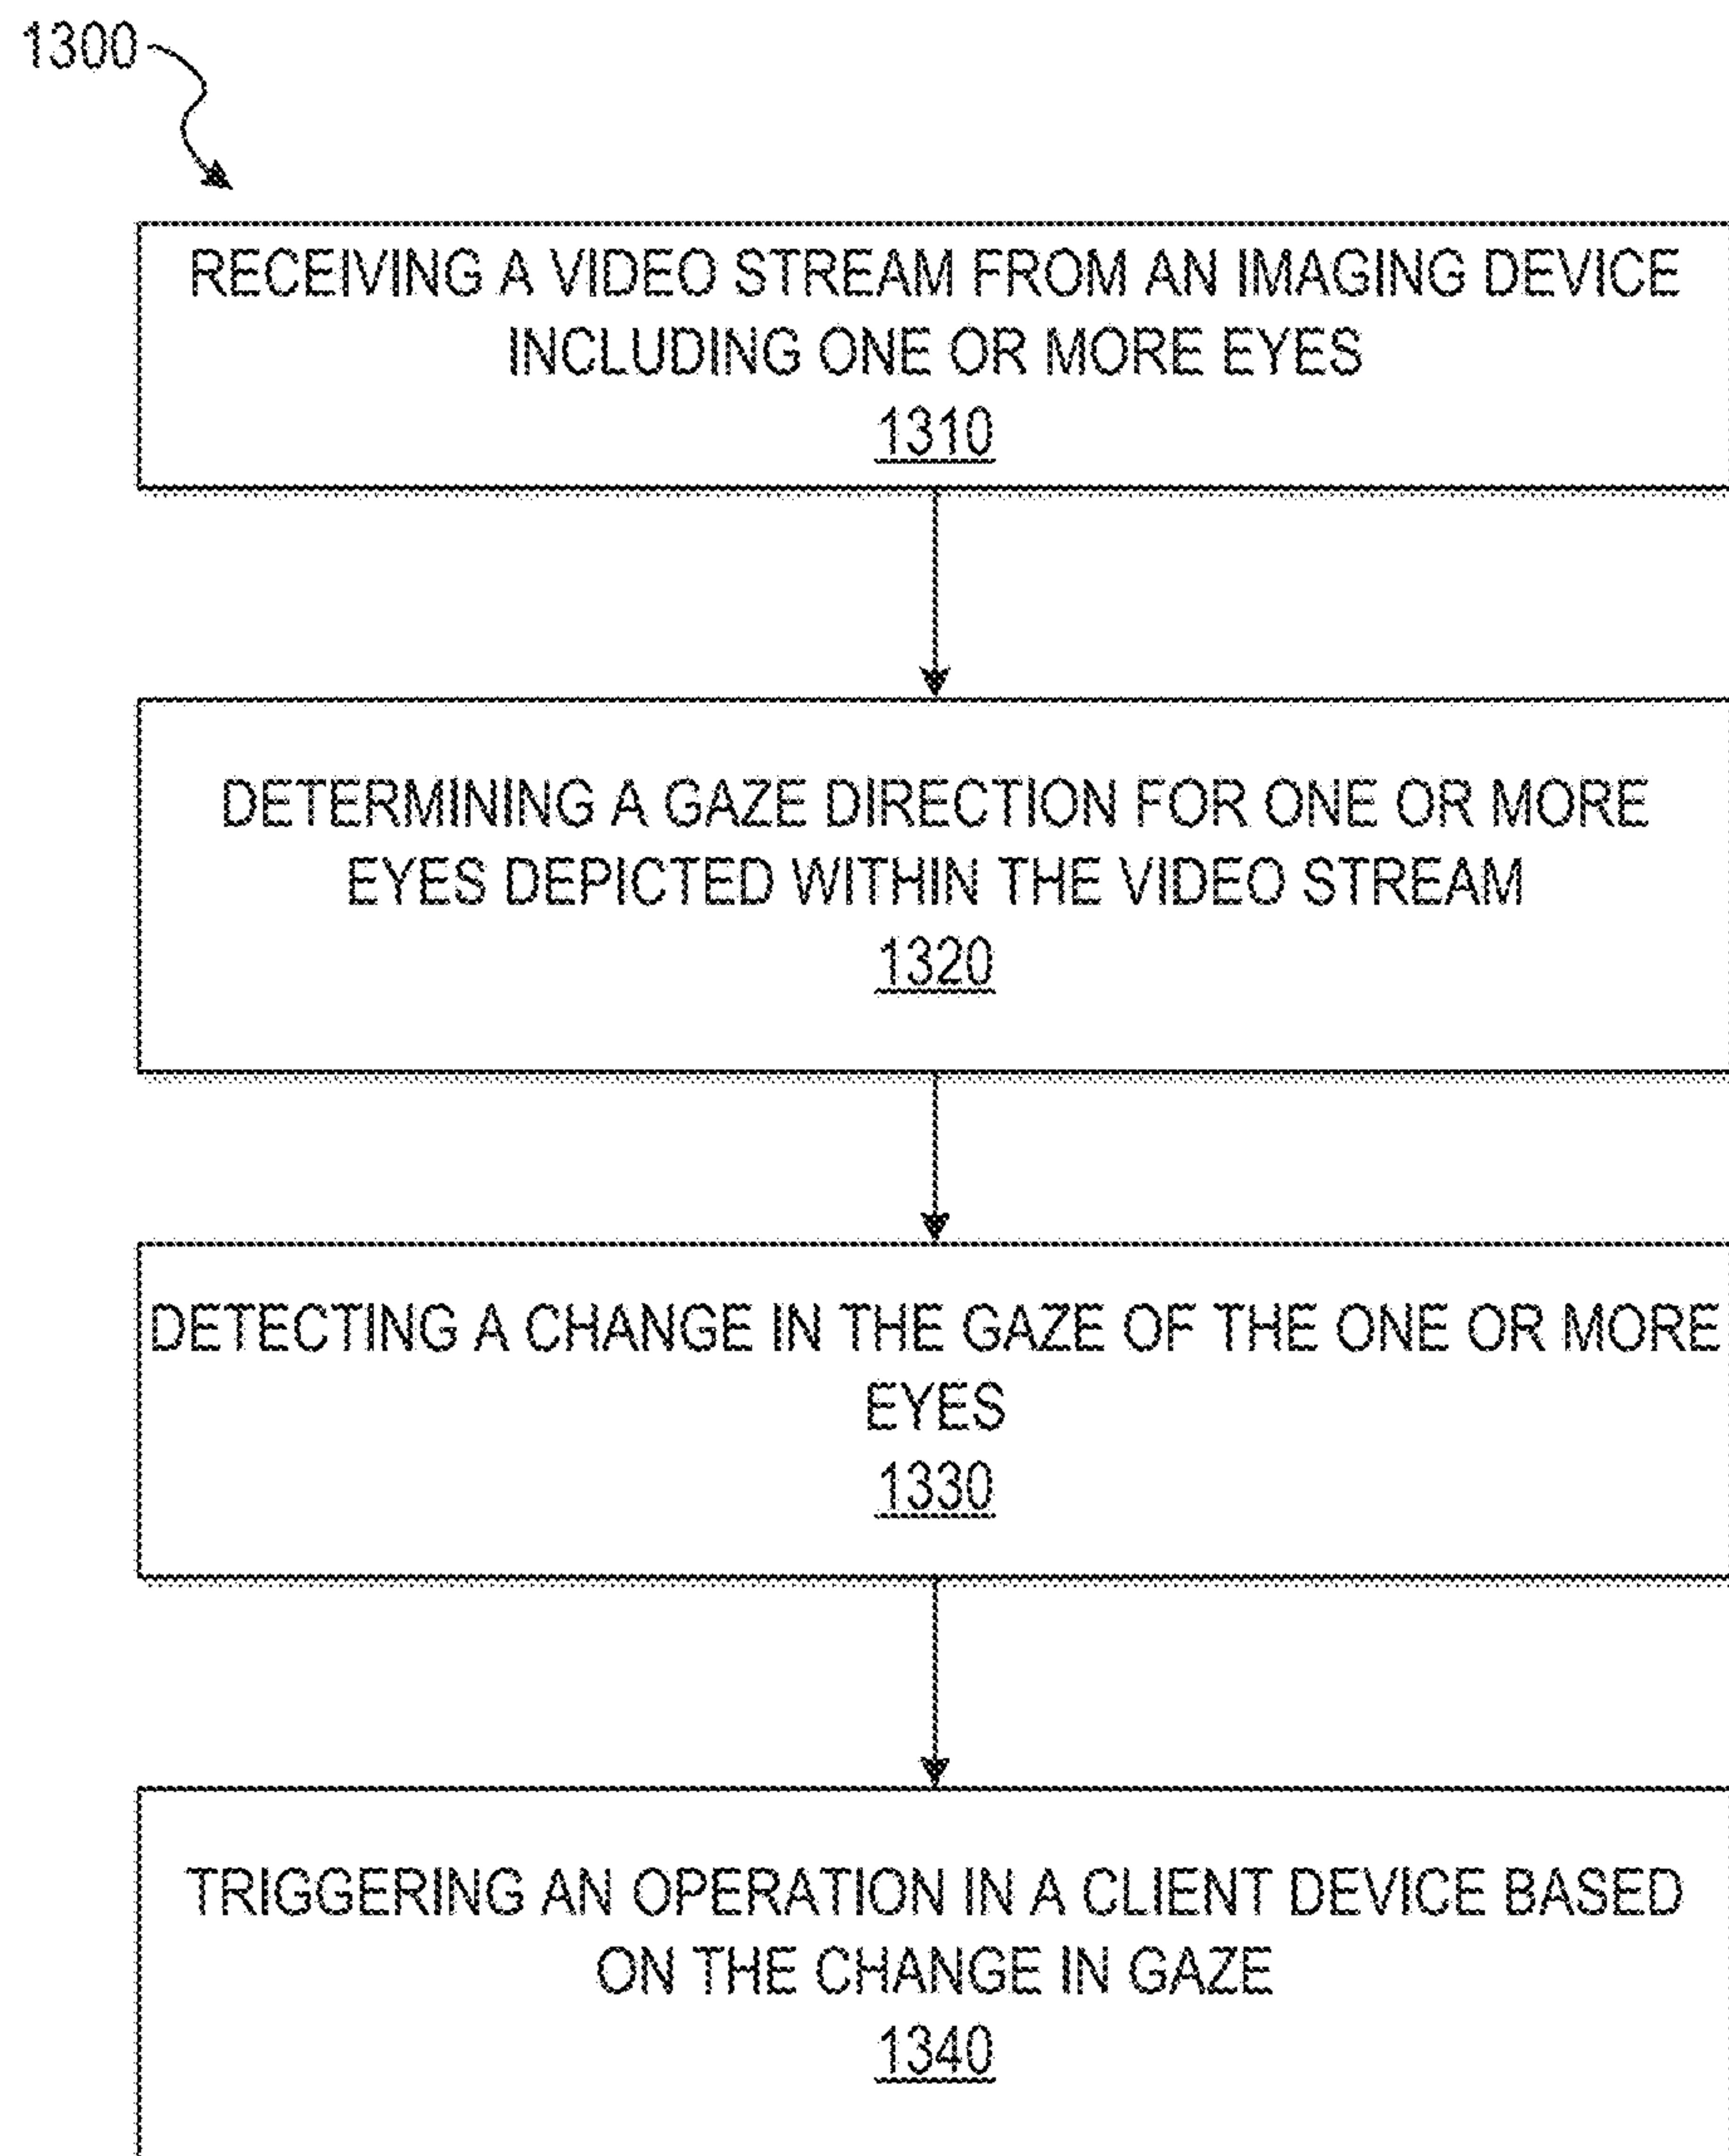 1300
RECEIVING A VIDEO STREAM FROM AN IMAGING DEVICE
INCLUDING ONE OR MORE EYES
1310
DETERMINING A GAZE DIRECTION FOR ONE OR MORE
EYES DEPICTED WITHIN THE VIDEO STREAM
1320
DETECTING A CHANGE IN THE GAZE OF THE ONE OR MORE
EYES
1330
TRIGGERING AN OPERATION IN A CLIENT DEVICE BASED
ON THE CHANGE IN GAZE
1340